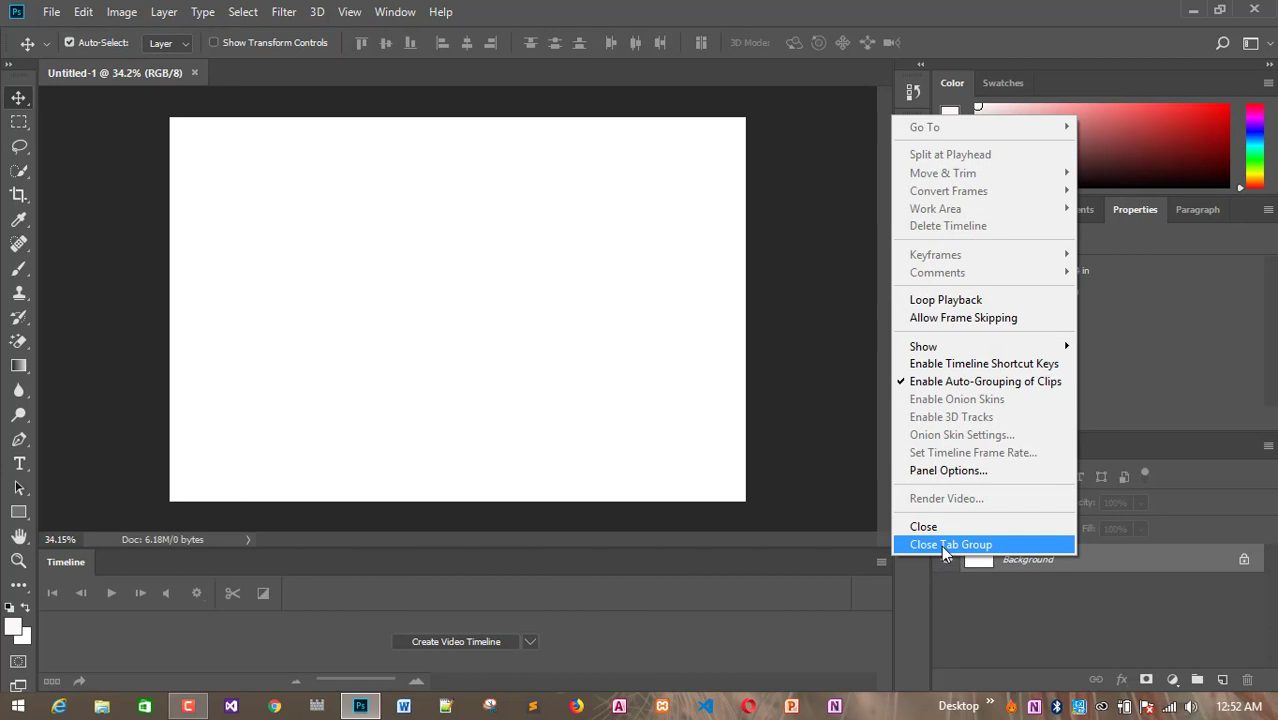 Ps File Edit Image Layer Type Select Filter 3D View Window Help
Auto-Select: Layer Show Transform Controls 3D Mode:
Untitled-1 @ 34.2% (RGB/8) ×
Color Swatches
Go To
Split at Playhead
Move & Trim
Convert Frames
Work Area
Delete Timeline
Properties Paragraph
Keyframes
Comments
in
Loop Playback
Allow Frame Skipping
Show
Enable Timeline Shortcut Keys
Enable Auto-Grouping of Clips
Enable Onion Skins
Enable 3D Tracks
Onion Skin Settings...
Set Timeline Frame Rate...
Panel Options...
Render Video...
Close
Close Tab Group
100%
Fill: 100%
Background
34.15% Doc: 6.18M/0 bytes
Timeline
Create Video Timeline
Desktop 12:52 AM